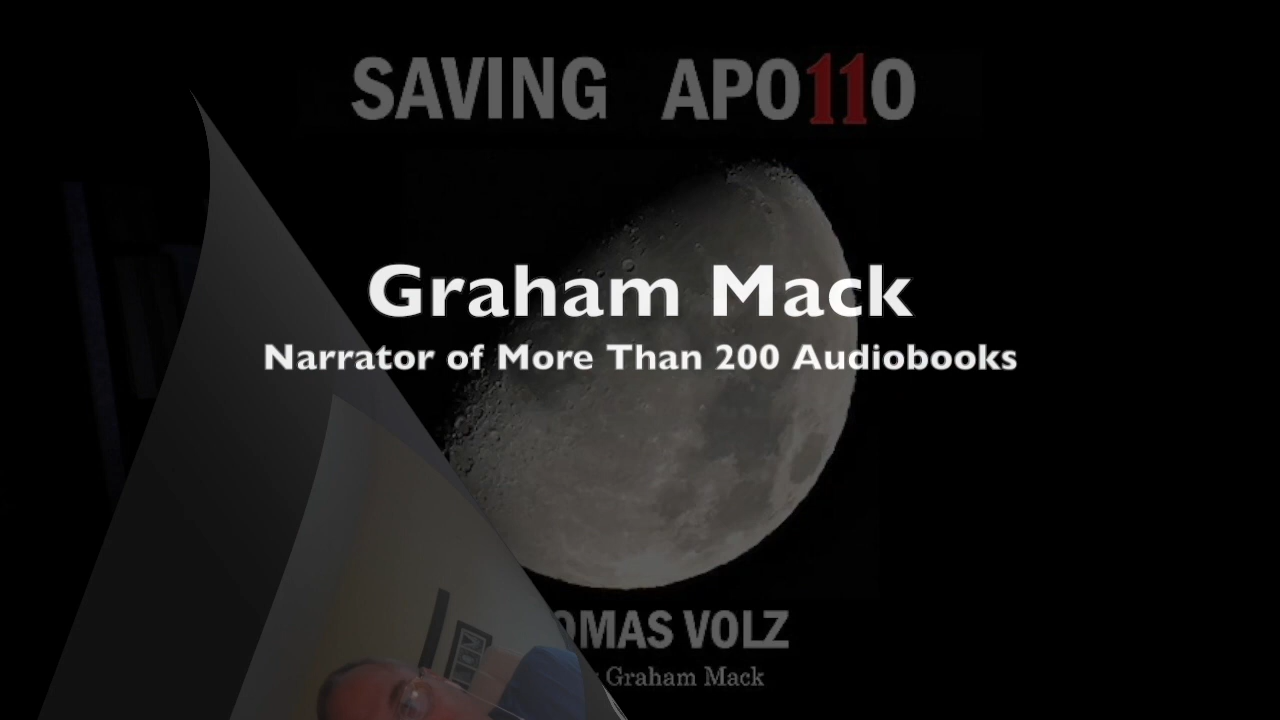 SAVING APO11O
Graham Mack
Narrator of More Than 200 Audiobooks
OMAS VOLZ
Graham Mack